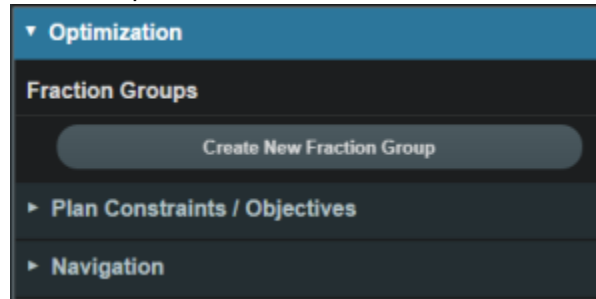 Optimization
Fraction Groups
Create New Fraction Group
Plan Constraints / Objectives
Navigation